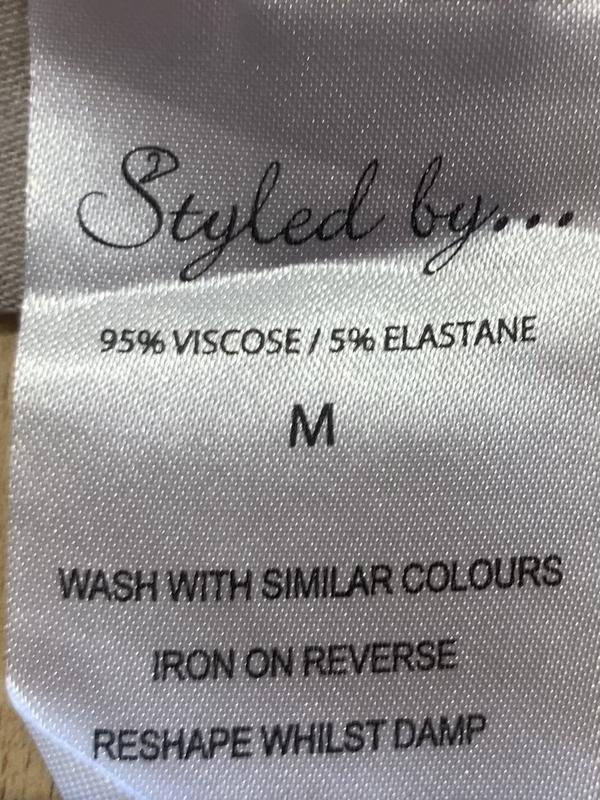 Styled by...
95% VISCOSE / 5% ELASTANE
M
WASH WITH SIMILAR COLOURS
IRON ON REVERSE
RESHAPE WHILST DAMP